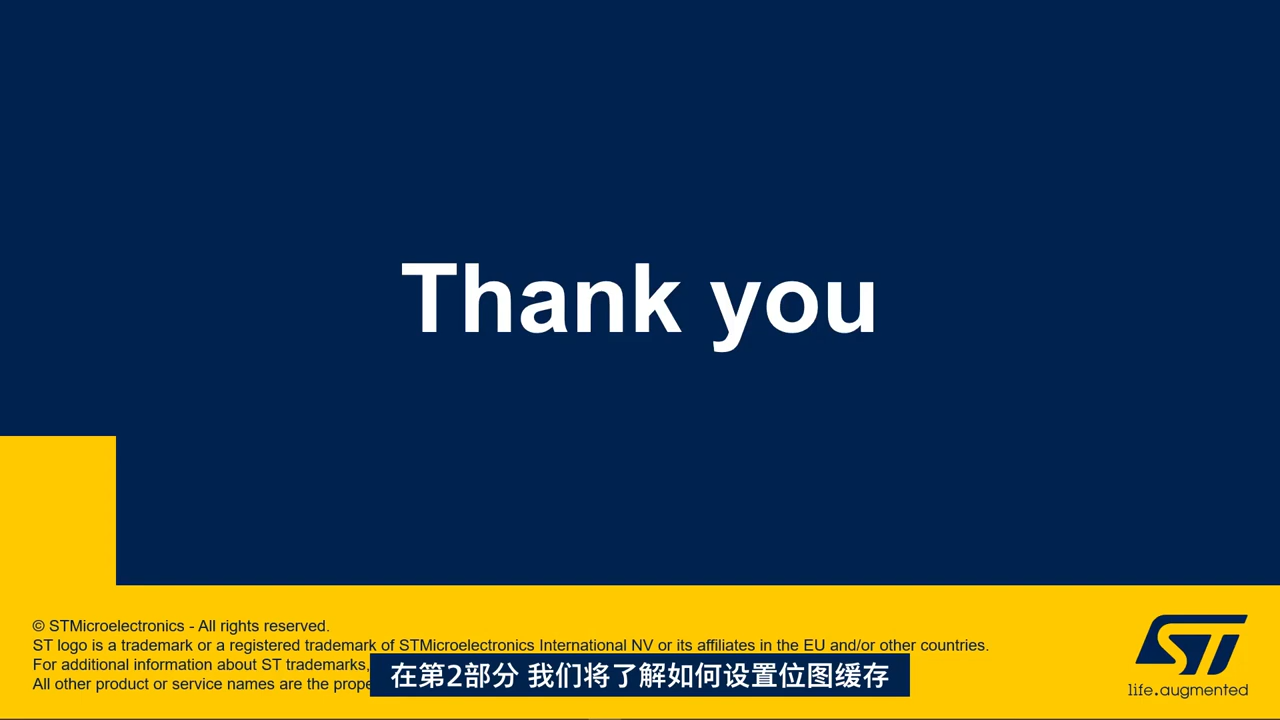 Thank you
© STMicroelectronics - All rights reserved.
ST logo is a trademark or a registered trademark of STMicroelectronics International NV or its affiliates in the EU and/or other countries.
For additional information about ST trademarks,
All other product or service names are the
在第2部分 我们将了解如何设置位图缓存
ST
life.augmented